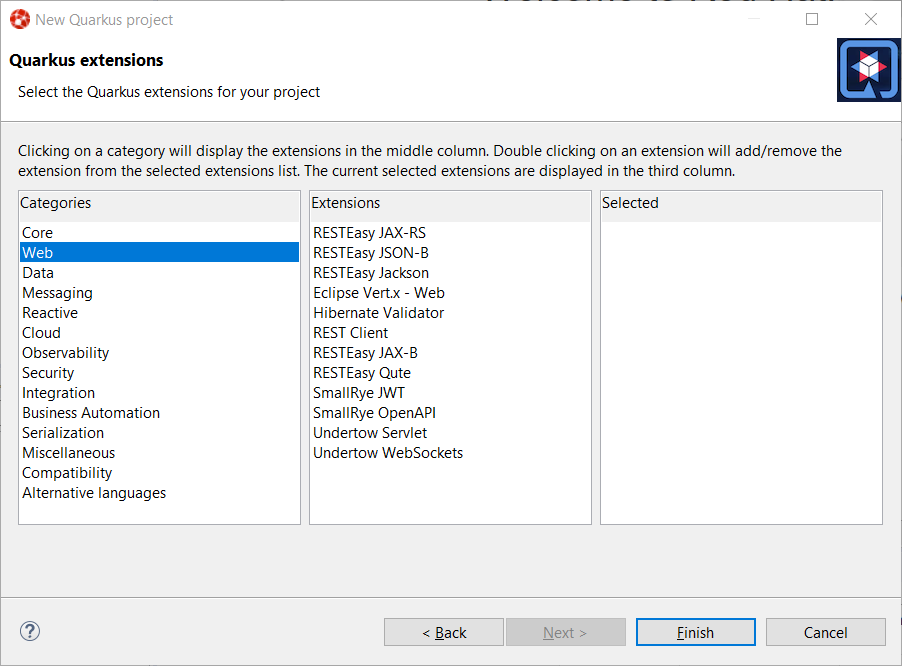 New Quarkus project
Quarkus extensions
Select the Quarkus extensions for your project
Clicking on a category will display the extensions in the middle column. Double clicking on an extension will add/remove the
extension from the selected extensions list. The current selected extensions are displayed in the third column.
Categories
Core
Web
Data
Messaging
Reactive
Cloud
Observability
Security
Integration
Business Automation
Serialization
Miscellaneous
Compatibility
Alternative languages
Extensions
RESTEasy JAX-RS
RESTEasy JSON-B
RESTEasy Jackson
Eclipse Vert.x - Web
Hibernate Validator
REST Client
RESTEasy JAX-B
RESTEasy Qute
SmallRye JWT
SmallRye OpenAPI
Undertow Servlet
Undertow WebSockets
Selected
?
< Back
Next >
Finish
Cancel